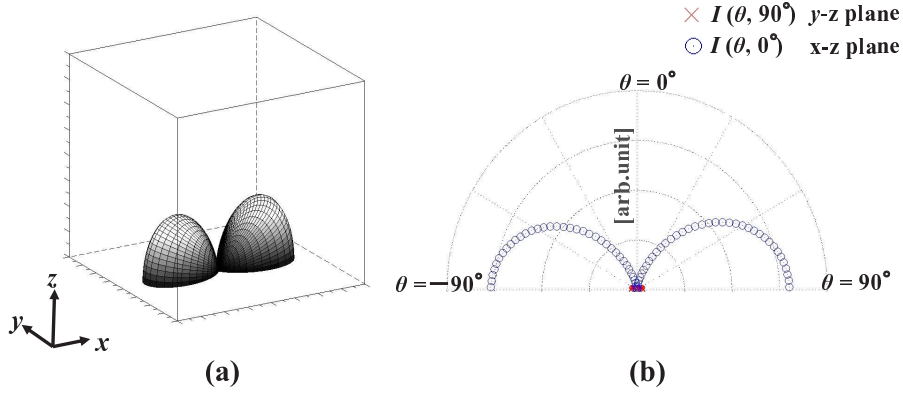 × I (θ, 90°) y-z plane
○ I (θ, 0°) x-z plane
θ = 0°
[arb.unit]
θ = −90°
θ = 90°
z
y
x
(a)
(b)